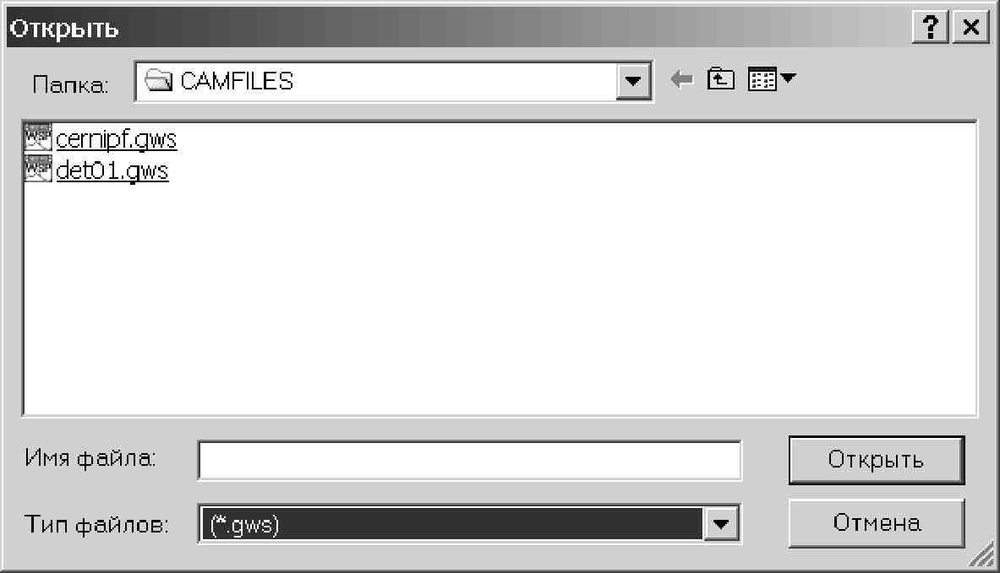 Открыть
Папка: CAMFILES
cernipf.gws
det01.gws
Имя файла: Открыть
Тип файлов: (*.gws) Отмена